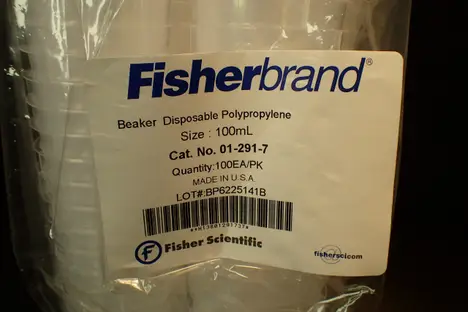 Fisherbrand®
Beaker Disposable Polypropylene
Size : 100mL
Cat. No. 01-291-7
Quantity:100EA/PK
MADE IN U.S.A.
LOT#:BP6225141B
F Fisher Scientific
fishersci.com